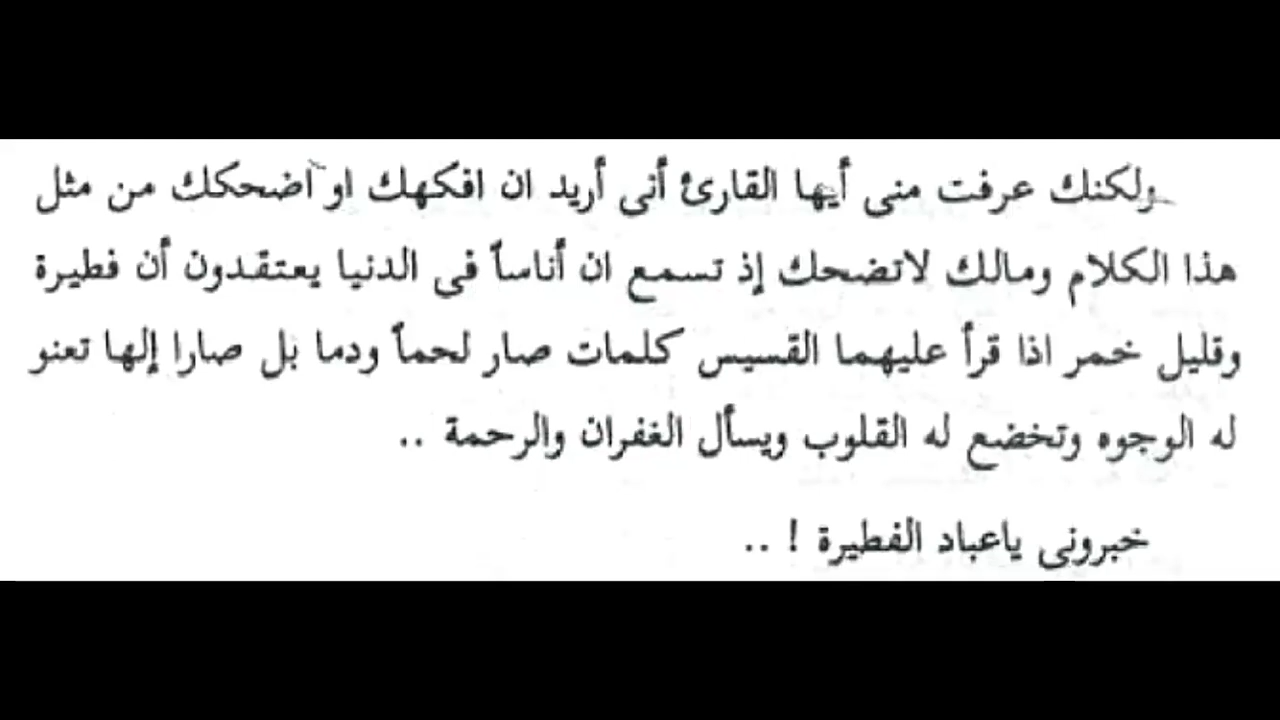 ولكنك عرفت منى أيها القارئ أنى أريد ان افكهك او اضحكك من مثل
هذا الكلام ومالك لاتضحك إذ تسمع ان أناساً فى الدنيا يعتقدون أن فطيرة
وقليل خمر اذا قرأ عليهما القسيس كلمات صار لحماً ودما بل صارا إلها تعنو
له الوجوه وتخضع له القلوب ويسأل الغفران والرحمة ..
خبرونى ياعباد الفطيرة ! ..